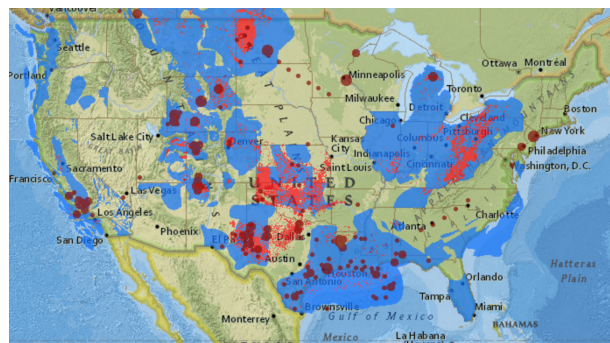 Vancouver
Seattle
Portland
Ottawa
Montréal
Minneapolis
Toronto
Milwaukee
Detroit
Boston
Chicago
Cleveland
Salt Lake City
New York
Pittsburgh
Columbus
Philadelphia
Denver
Kansas
City
Indianapolis
Cincinnati
Washington, D.C.
Sacramento
Saint Louis
Francisco
UNITED
STATES
Las Vegas
Los Angeles
Charlotte
Phoenix
Atlanta
San Diego
Dallas
Hatteras
Plain
Austin
Houston
San Antonio
Orlando
Tampa
Brownsville
Miami
Monterrey
Gulf of Mexico
BAHAMAS
Mexico
La Habana